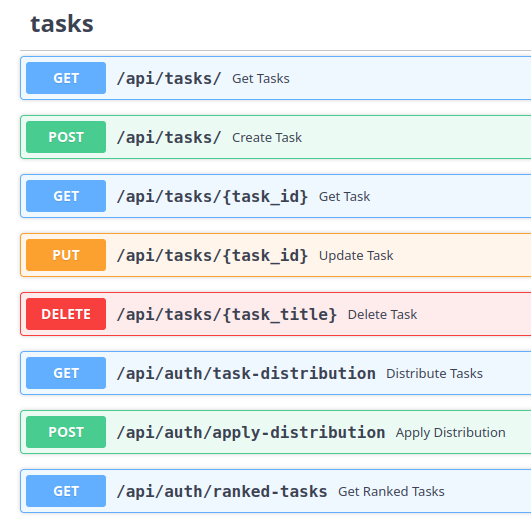 tasks
GET /api/tasks/ Get Tasks
POST /api/tasks/ Create Task
GET /api/tasks/{task_id} Get Task
PUT /api/tasks/{task_id} Update Task
DELETE /api/tasks/{task_title} Delete Task
GET /api/auth/task-distribution Distribute Tasks
POST /api/auth/apply-distribution Apply Distribution
GET /api/auth/ranked-tasks Get Ranked Tasks